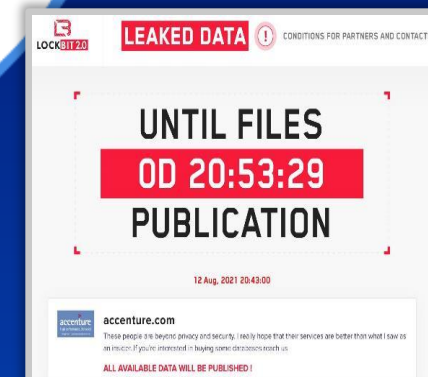 LOCKBIT 2.0
LEAKED DATA
CONDITIONS FOR PARTNERS AND CONTACT
UNTIL FILES
0D 20:53:29
PUBLICATION
12 Aug, 2021 20:43:00
accenture
accenture.com
These people are beyond privacy and security. I really hope that their services are better than what I saw as
an insider. If you're interested in buying some databases reach us
ALL AVAILABLE DATA WILL BE PUBLISHED !